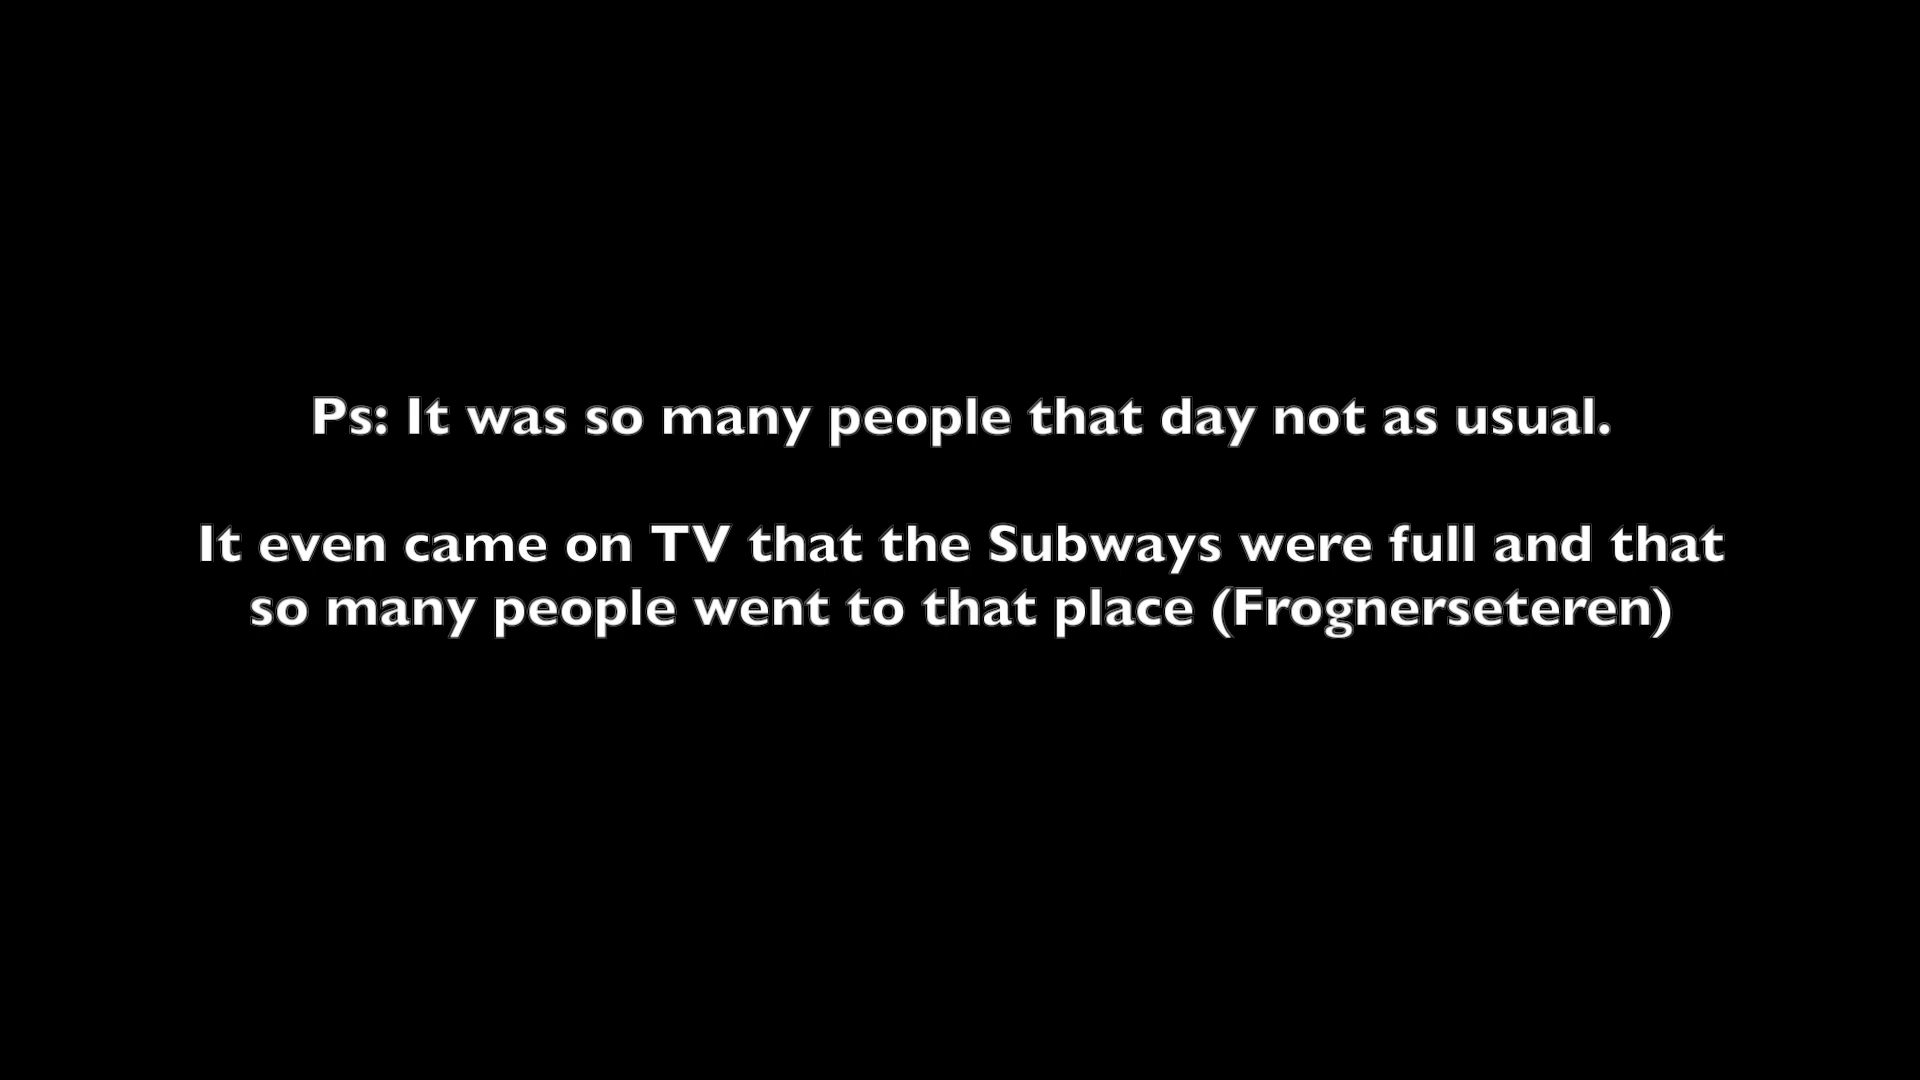 Ps: It was so many people that day not as usual.
It even came on TV that the Subways were full and that
so many people went to that place (Frognerseteren)